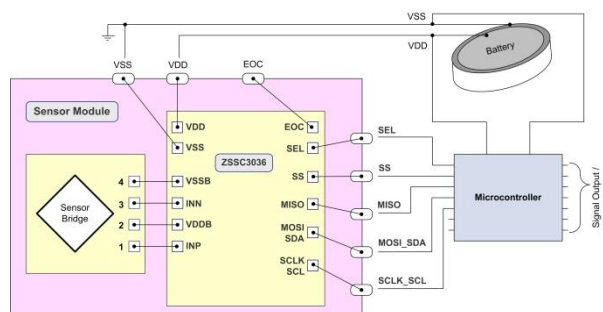 VSS
VDD
Battery
VSS
VDD
EOC
Sensor Module
VDD
EOC
SEL
ZSSC3036
VSS
SEL
SS
4
VSSB
SS
Sensor
Bridge
3
INN
MISO
Microcontroller
MISO
2
VDDB
MOSI
SDA
MOSI_SDA
1
INP
SCLK
SCL
SCLK_SCL
Signal Output /